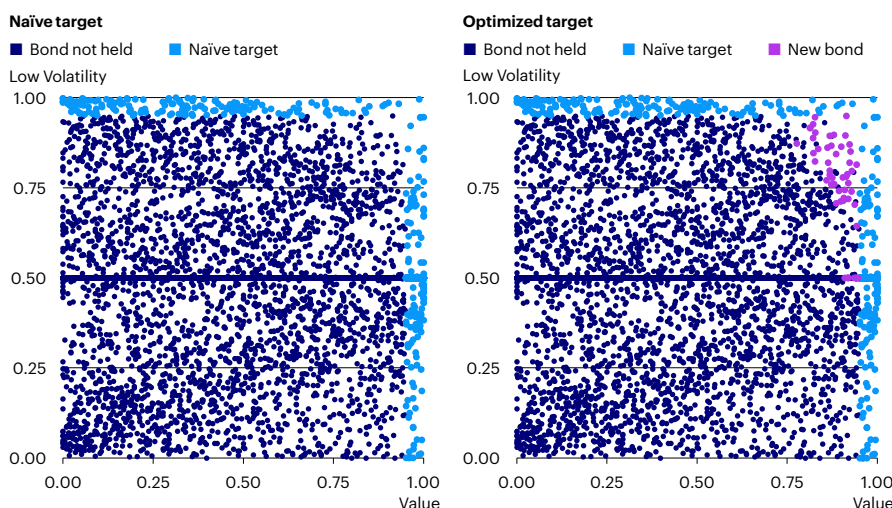 Naïve target
Bond not held Naïve target
Low Volatility
1.00
0.75
0.50
0.25
0.00
0.00 0.25 0.50 0.75 1.00
Value
Optimized target
Bond not held Naïve target New bond
Low Volatility
1.00
0.75
0.50
0.25
0.00
0.00 0.25 0.50 0.75 1.00
Value